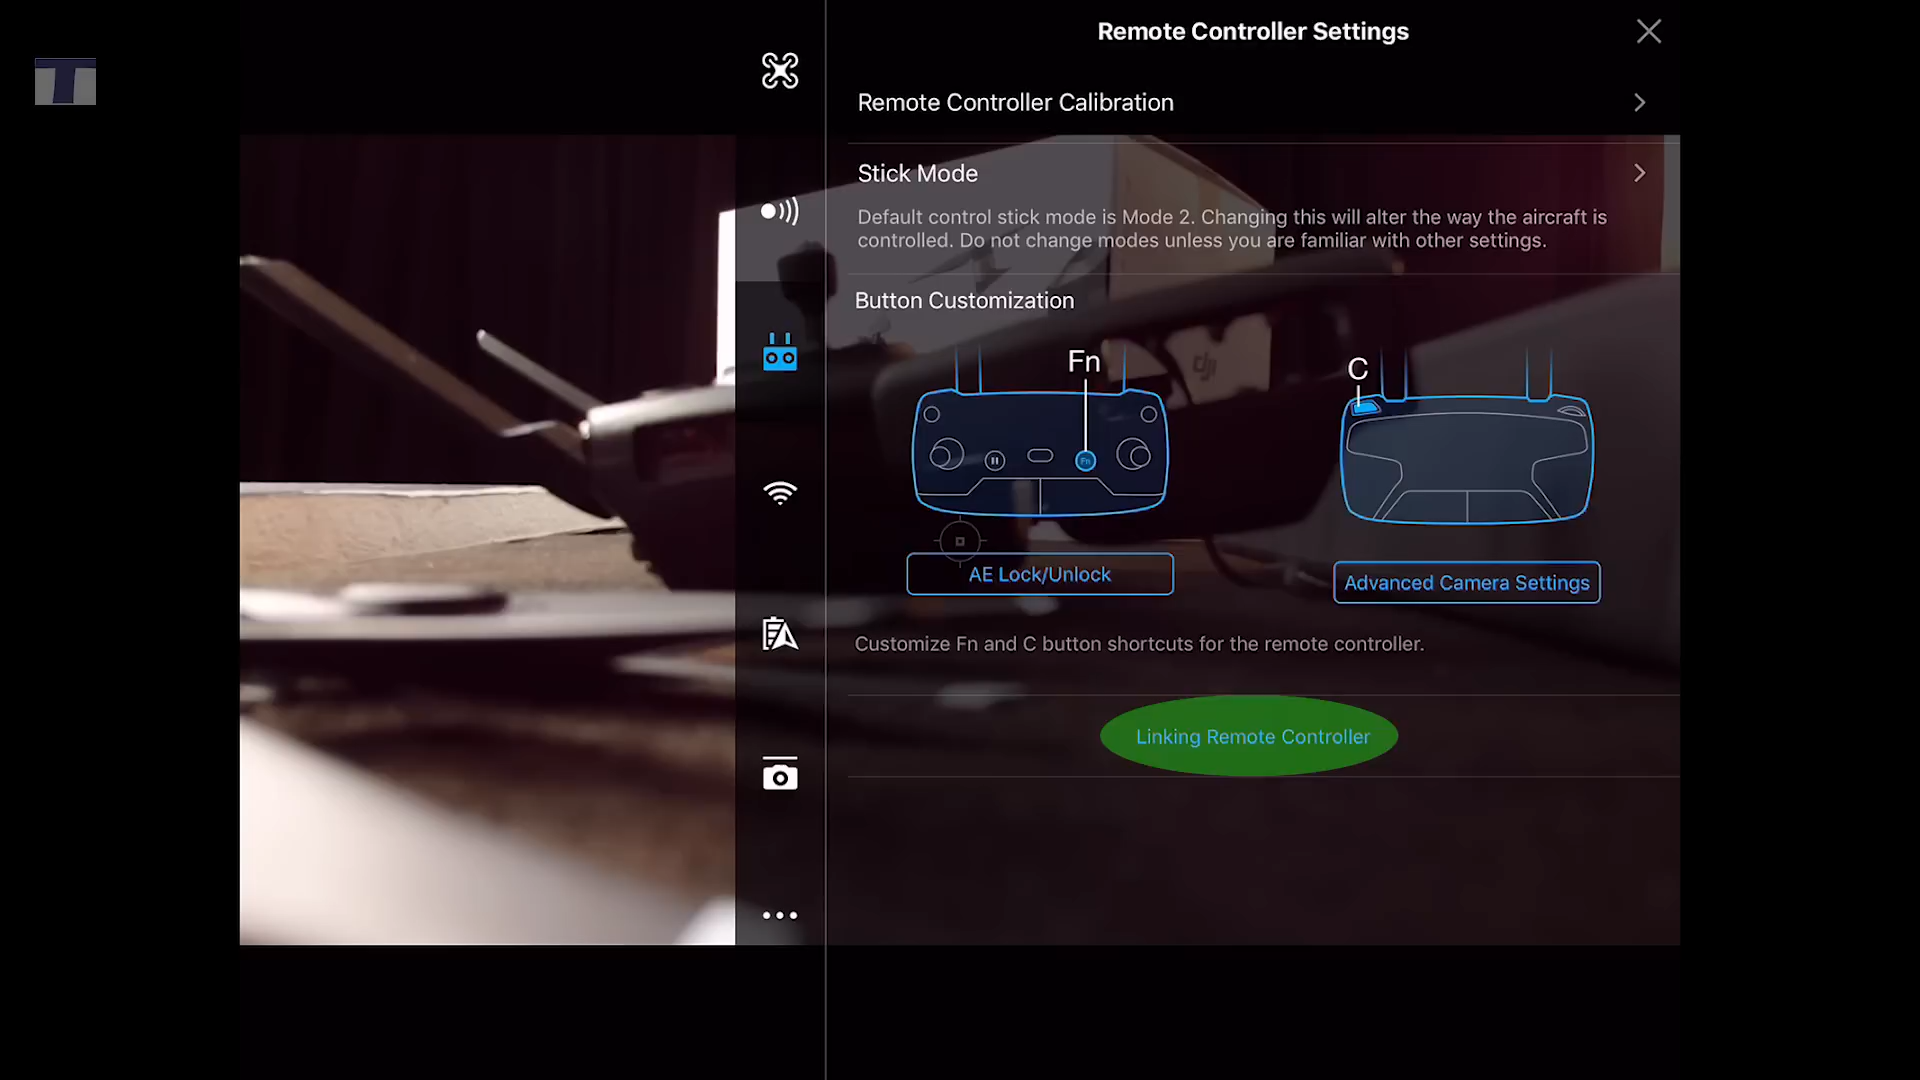 T
Remote Controller Settings
Remote Controller Calibration
Stick Mode
Default control stick mode is Mode 2. Changing this will alter the way the aircraft is
controlled. Do not change modes unless you are familiar with other settings.
Button Customization
Fn
C
Fn
dji
AE Lock/Unlock
Advanced Camera Settings
Customize Fn and C button shortcuts for the remote controller.
Linking Remote Controller